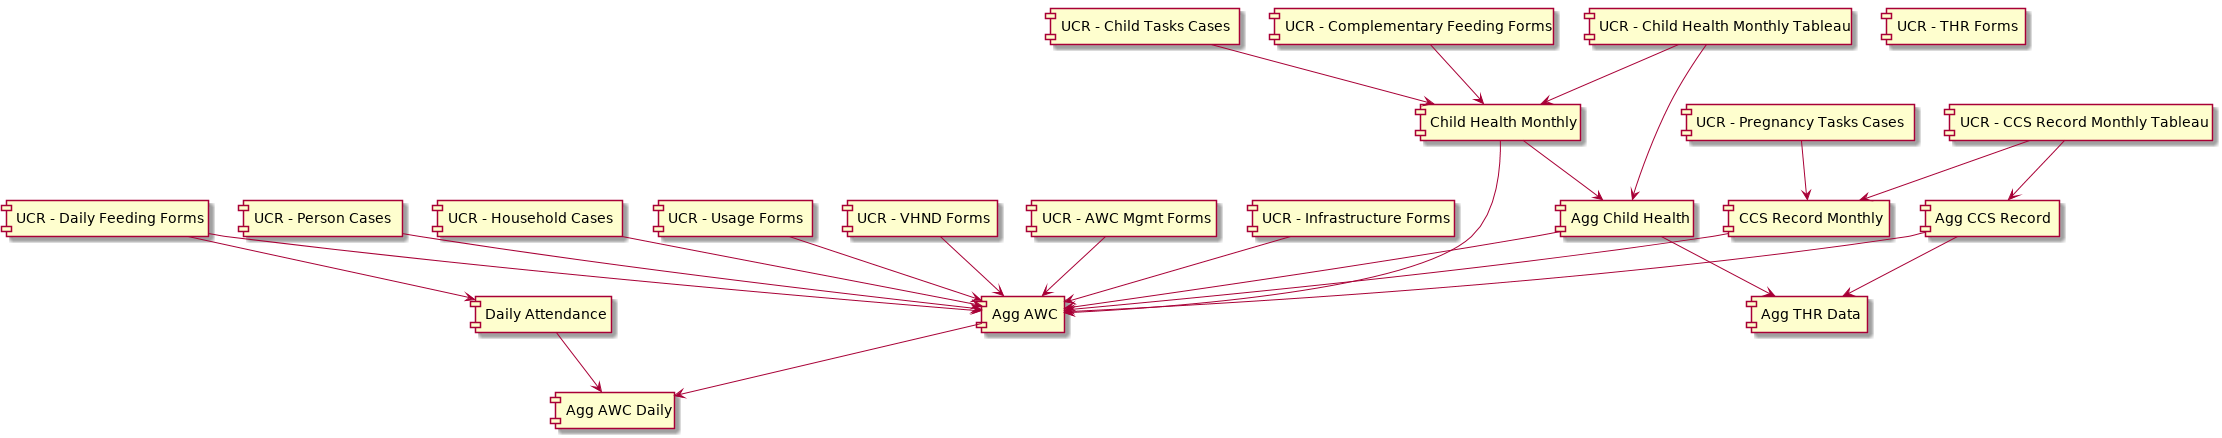 UCR - Child Tasks Cases
UCR - Complementary Feeding Forms
UCR - Child Health Monthly Tableau
UCR - THR Forms
Child Health Monthly
UCR - Pregnancy Tasks Cases
UCR - CCS Record Monthly Tableau
UCR - Daily Feeding Forms
UCR - Person Cases
UCR - Household Cases
UCR - Usage Forms
UCR - VHND Forms
UCR - AWC Mgmt Forms
UCR - Infrastructure Forms
Agg Child Health
CCS Record Monthly
Agg CCS Record
Daily Attendance
Agg AWC
Agg THR Data
Agg AWC Daily